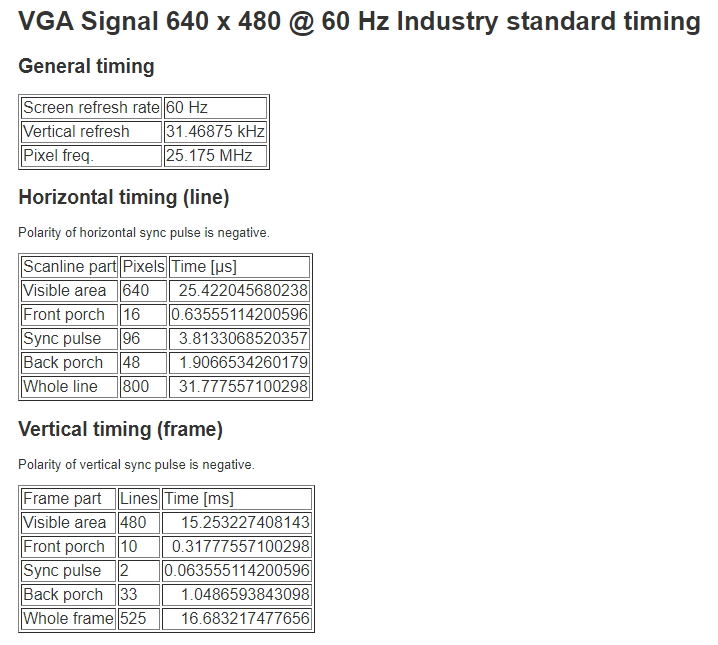 VGA Signal 640 x 480 @ 60 Hz Industry standard timing
General timing
Screen refresh rate 60 Hz
Vertical refresh 31.46875 kHz
Pixel freq. 25.175 MHz
Horizontal timing (line)
Polarity of horizontal sync pulse is negative.
Scanline part Pixels Time [µs]
Visible area 640 25.422045680238
Front porch 16 0.63555114200596
Sync pulse 96 3.8133068520357
Back porch 48 1.9066534260179
Whole line 800 31.777557100298
Vertical timing (frame)
Polarity of vertical sync pulse is negative.
Frame part Lines Time [ms]
Visible area 480 15.253227408143
Front porch 10 0.31777557100298
Sync pulse 2 0.063555114200596
Back porch 33 1.0486593843098
Whole frame 525 16.683217477656